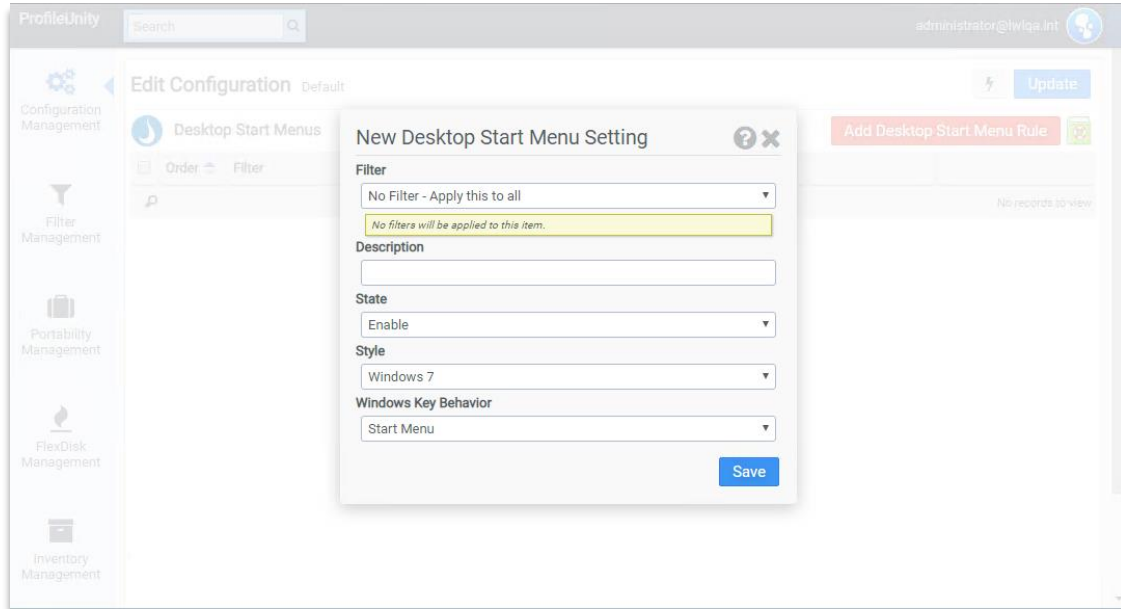 ProfileUnity
Search
administrator@lwlqa.int
Configuration
Management
Edit Configuration Default
Update
Desktop Start Menus
Add Desktop Start Menu Rule
Order Filter
No records to view
Filter
Management
Portability
Management
FlexDisk
Management
Inventory
Management
New Desktop Start Menu Setting
Filter
No Filter - Apply this to all
No filters will be applied to this item.
Description
State
Enable
Style
Windows 7
Windows Key Behavior
Start Menu
Save